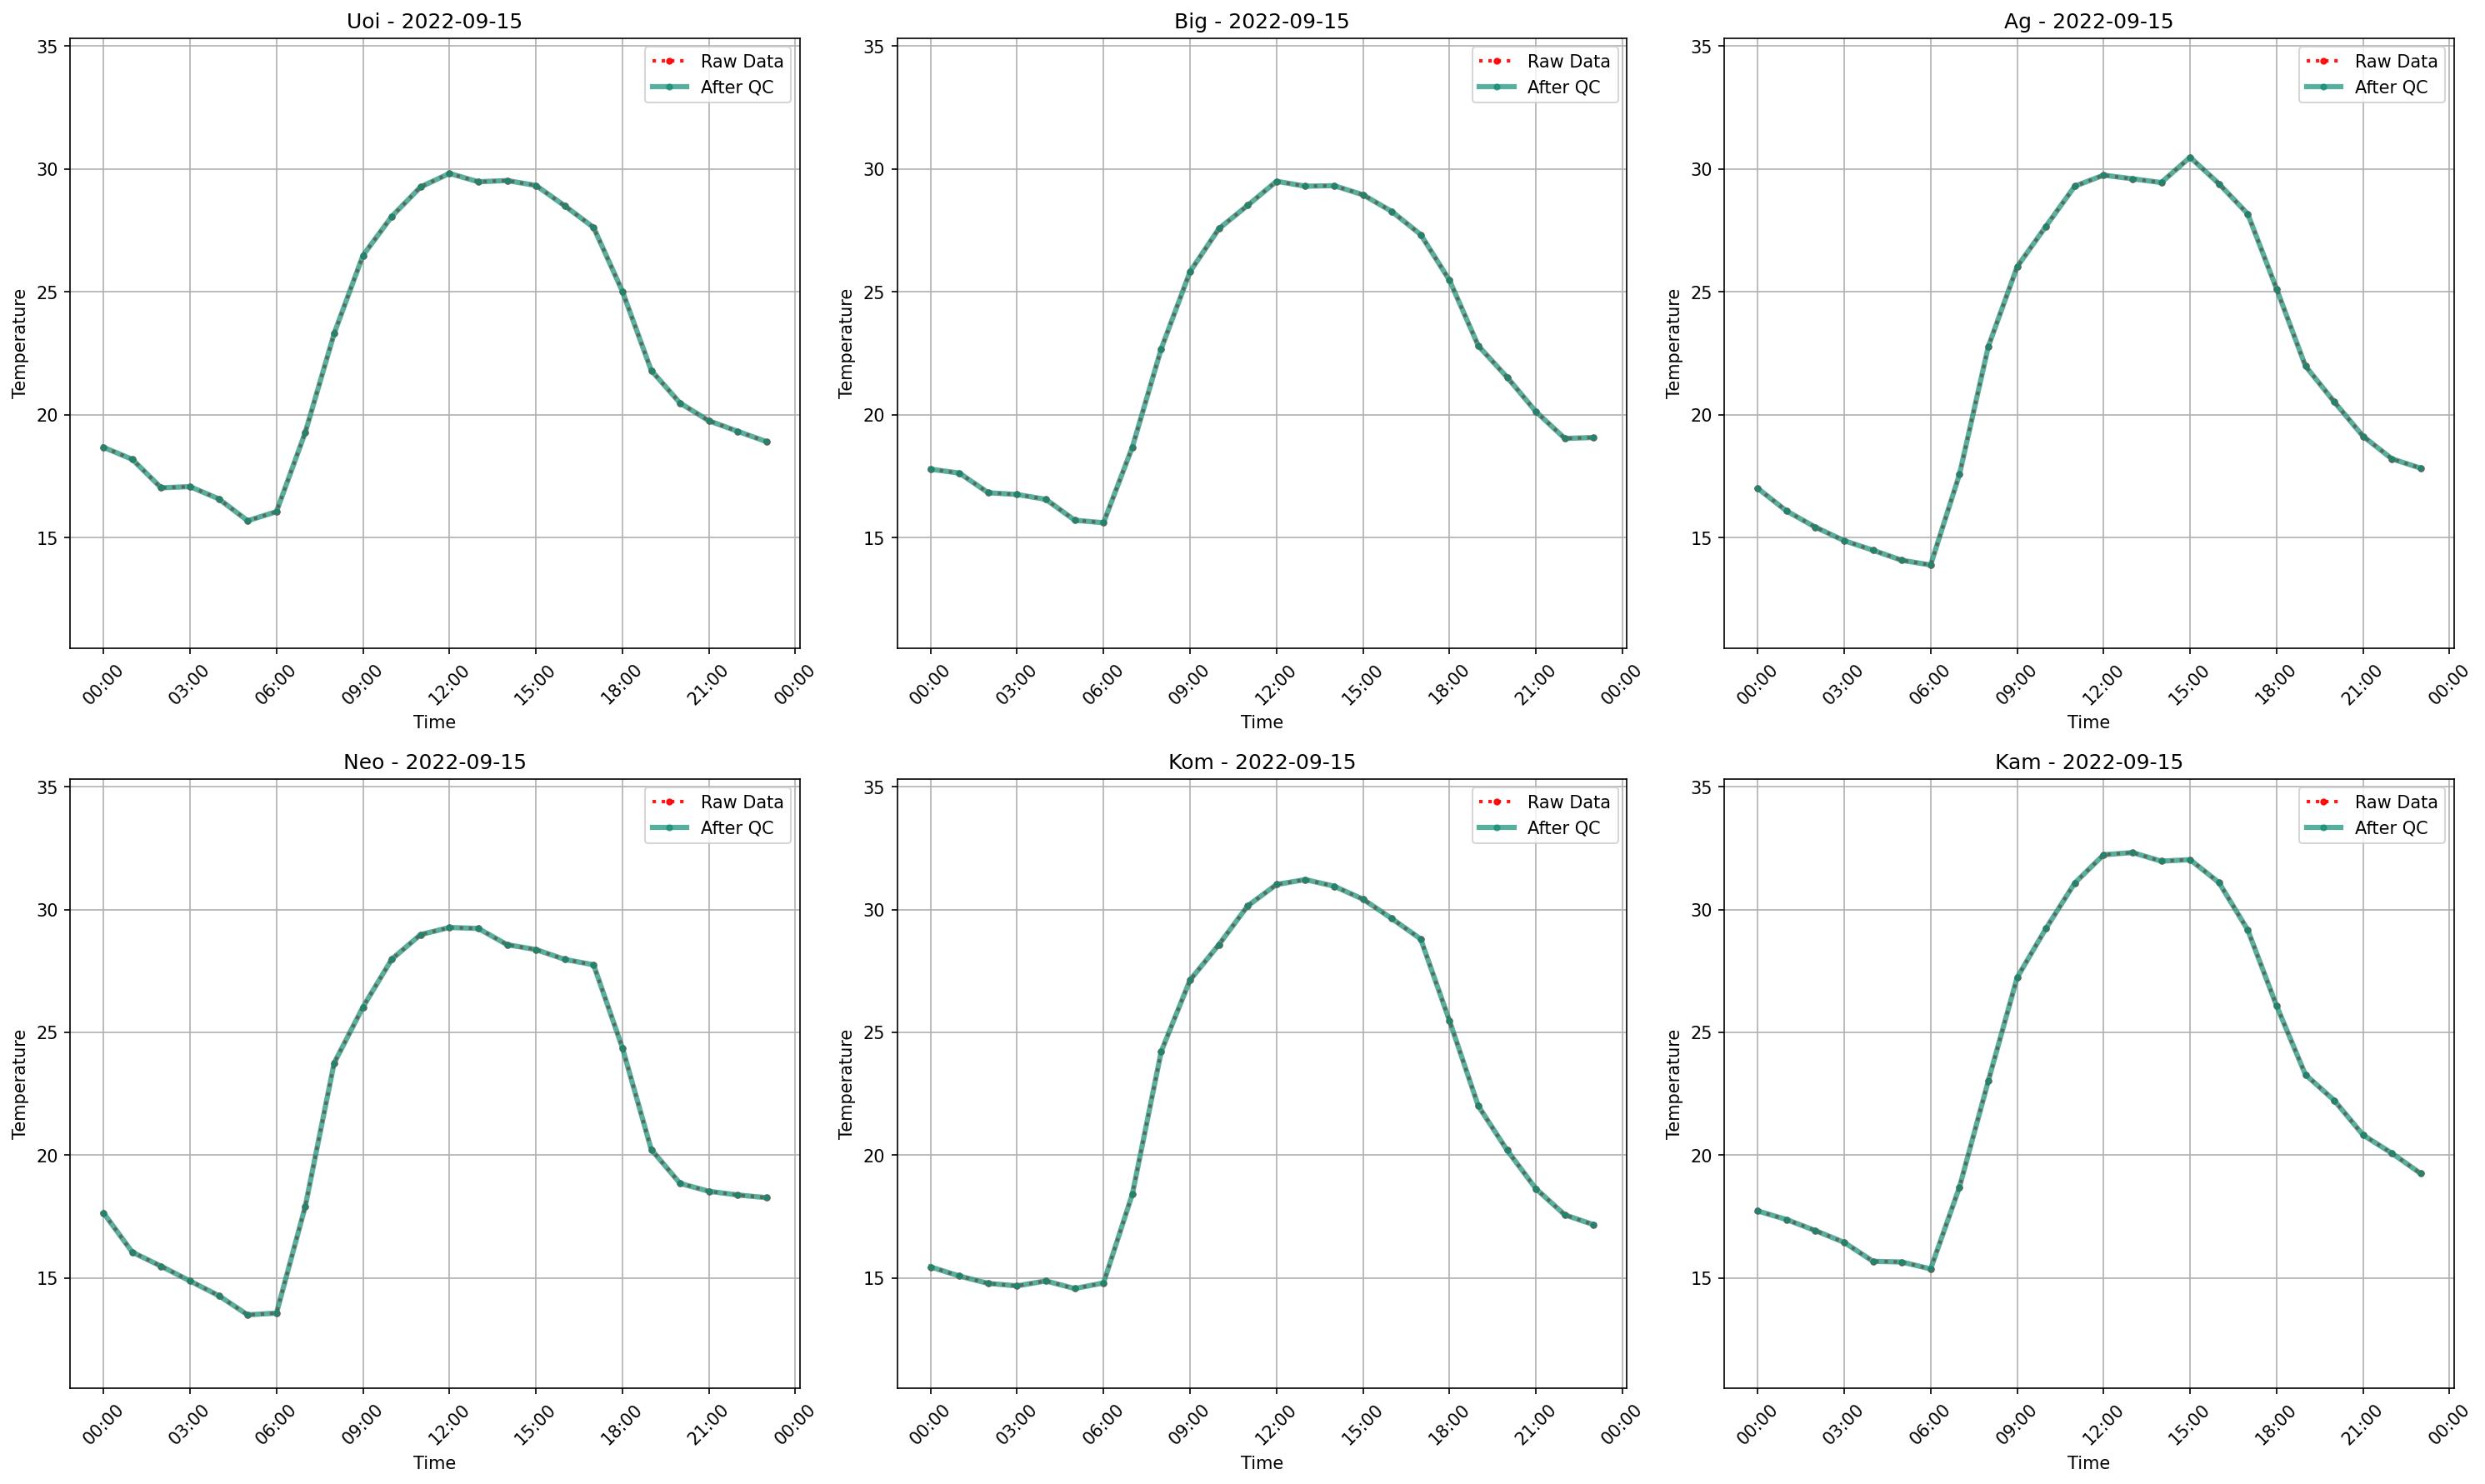 Uoi - 2022-09-15
35
30
25
20
15
Temperature
Raw Data
After QC
00:00
03:00
06:00
09:00
12:00
15:00
18:00
21:00
00:00
Time
Big - 2022-09-15
35
30
25
20
15
Temperature
Raw Data
After QC
00:00
03:00
06:00
09:00
12:00
15:00
18:00
21:00
00:00
Time
Ag - 2022-09-15
35
30
25
20
15
Temperature
Raw Data
After QC
00:00
03:00
06:00
09:00
12:00
15:00
18:00
21:00
00:00
Time
Neo - 2022-09-15
35
30
25
20
15
Temperature
Raw Data
After QC
00:00
03:00
06:00
09:00
12:00
15:00
18:00
21:00
00:00
Time
Kom - 2022-09-15
35
30
25
20
15
Temperature
Raw Data
After QC
00:00
03:00
06:00
09:00
12:00
15:00
18:00
21:00
00:00
Time
Kam - 2022-09-15
35
30
25
20
15
Temperature
Raw Data
After QC
00:00
03:00
06:00
09:00
12:00
15:00
18:00
21:00
00:00
Time